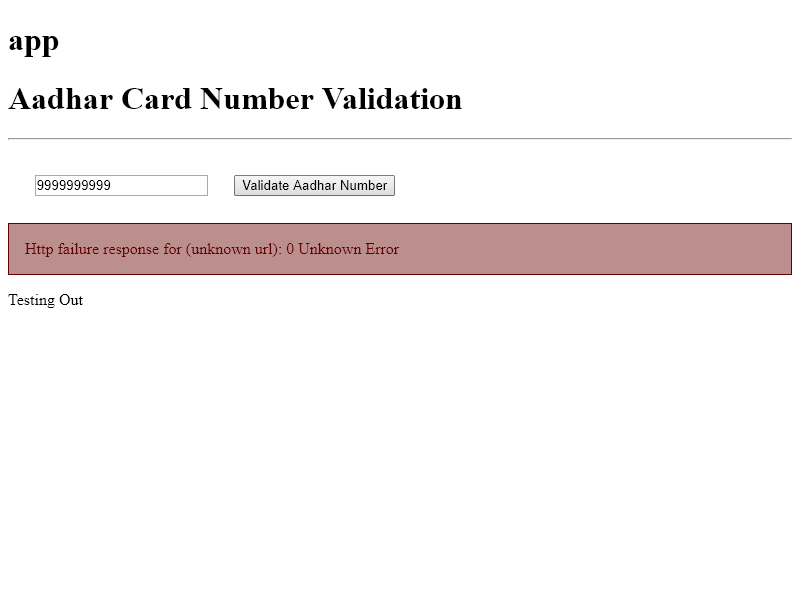 app
Aadhar Card Number Validation
9999999999 Validate Aadhar Number
Http failure response for (unknown url): 0 Unknown Error
Testing Out